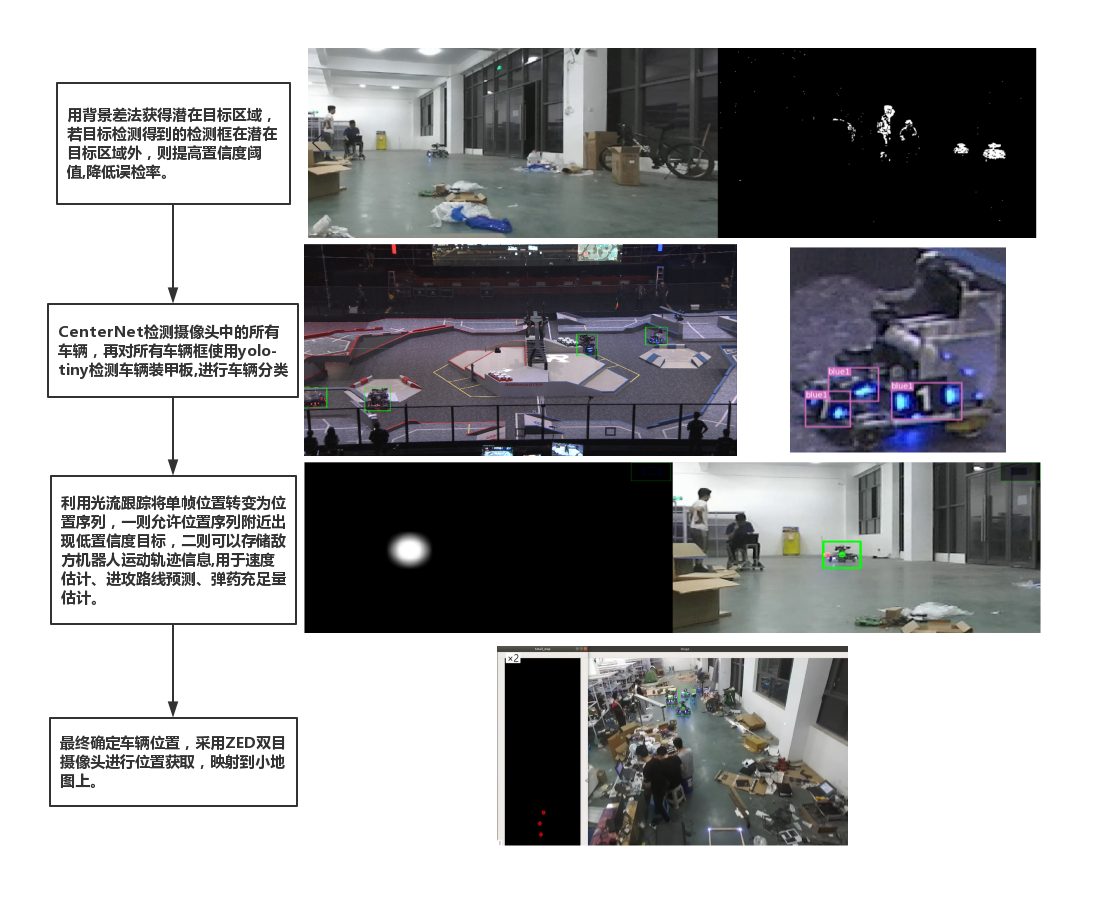 用背景差法获得潜在目标区域，
若目标检测得到的检测框在潜在
目标区域外，则提高置信度阈
值,降低误检率。
CenterNet检测摄像头中的所有
车辆，再对所有车辆框使用yolo-
tiny检测车辆装甲板,进行车辆分类
blue1
blue1
blue1
1
利用光流跟踪将单帧位置转变为位
置序列，一则允许位置序列附近出
现低置信度目标，二则可以存储敌
方机器人运动轨迹信息,用于速度
估计、进攻路线预测、弹药充足量
估计。
×2
最终确定车辆位置，采用ZED双目
摄像头进行位置获取，映射到小地
图上。